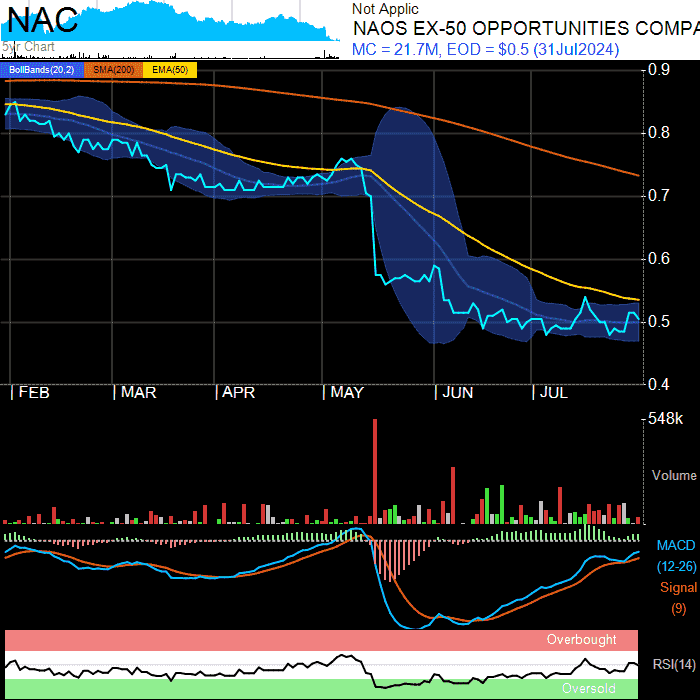 NAC
5yr Chart
Not Applic
NAOS EX-50 OPPORTUNITIES COMPA
MC = 21.7M, EOD = $0.5 (31Jul2024)
BollBands(20,2) SMA(200) EMA(50)
0.9
0.8
0.7
0.6
0.5
0.4
FEB MAR APR MAY JUN JUL
548k
Volume
MACD
(12-26)
Signal
(9)
Overbought
RSI(14)
Oversold